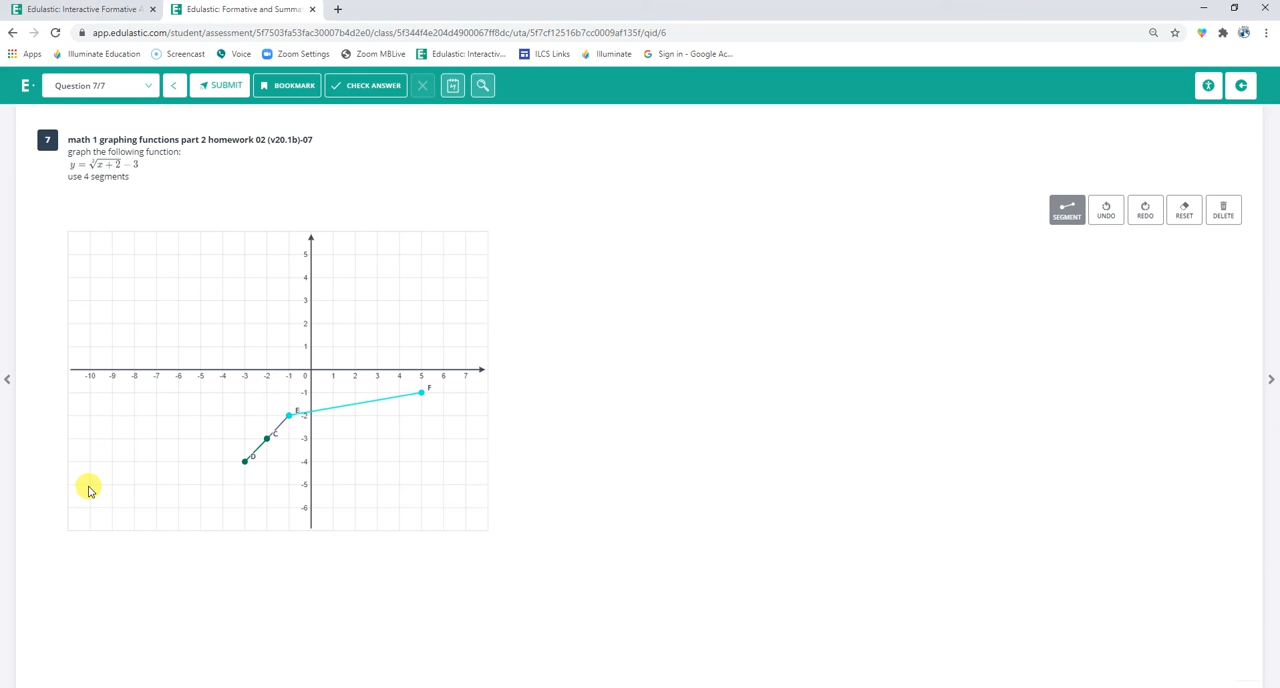 Edulastic: Interactive Formative A
Edulastic: Formative and Summa
app.edulastic.com/student/assessment/5f7503fa53fac30007b4d2e0/class/5f344f4e204d4900067ff8dc/uta/5f7cf12516b7cc0009af135f/qid/6
Apps Illuminate Education Screencast Voice Zoom Settings Zoom MBLive Edulastic: Interactiv... ILCS Links Illuminate Sign in - Google Ac...
E Question 7/7 < SUBMIT BOOKMARK CHECK ANSWER
7 math 1 graphing functions part 2 homework 02 (v20.1b)-07
graph the following function:
y = ∛(x + 2) − 3
use 4 segments
SEGMENT UNDO REDO RESET DELETE
5
4
3
2
1
-10 -9 -8 -7 -6 -5 -4 -3 -2 -1 0 1 2 3 4 5 6 7
-1 F
E -2
C -3
D -4
-5
-6